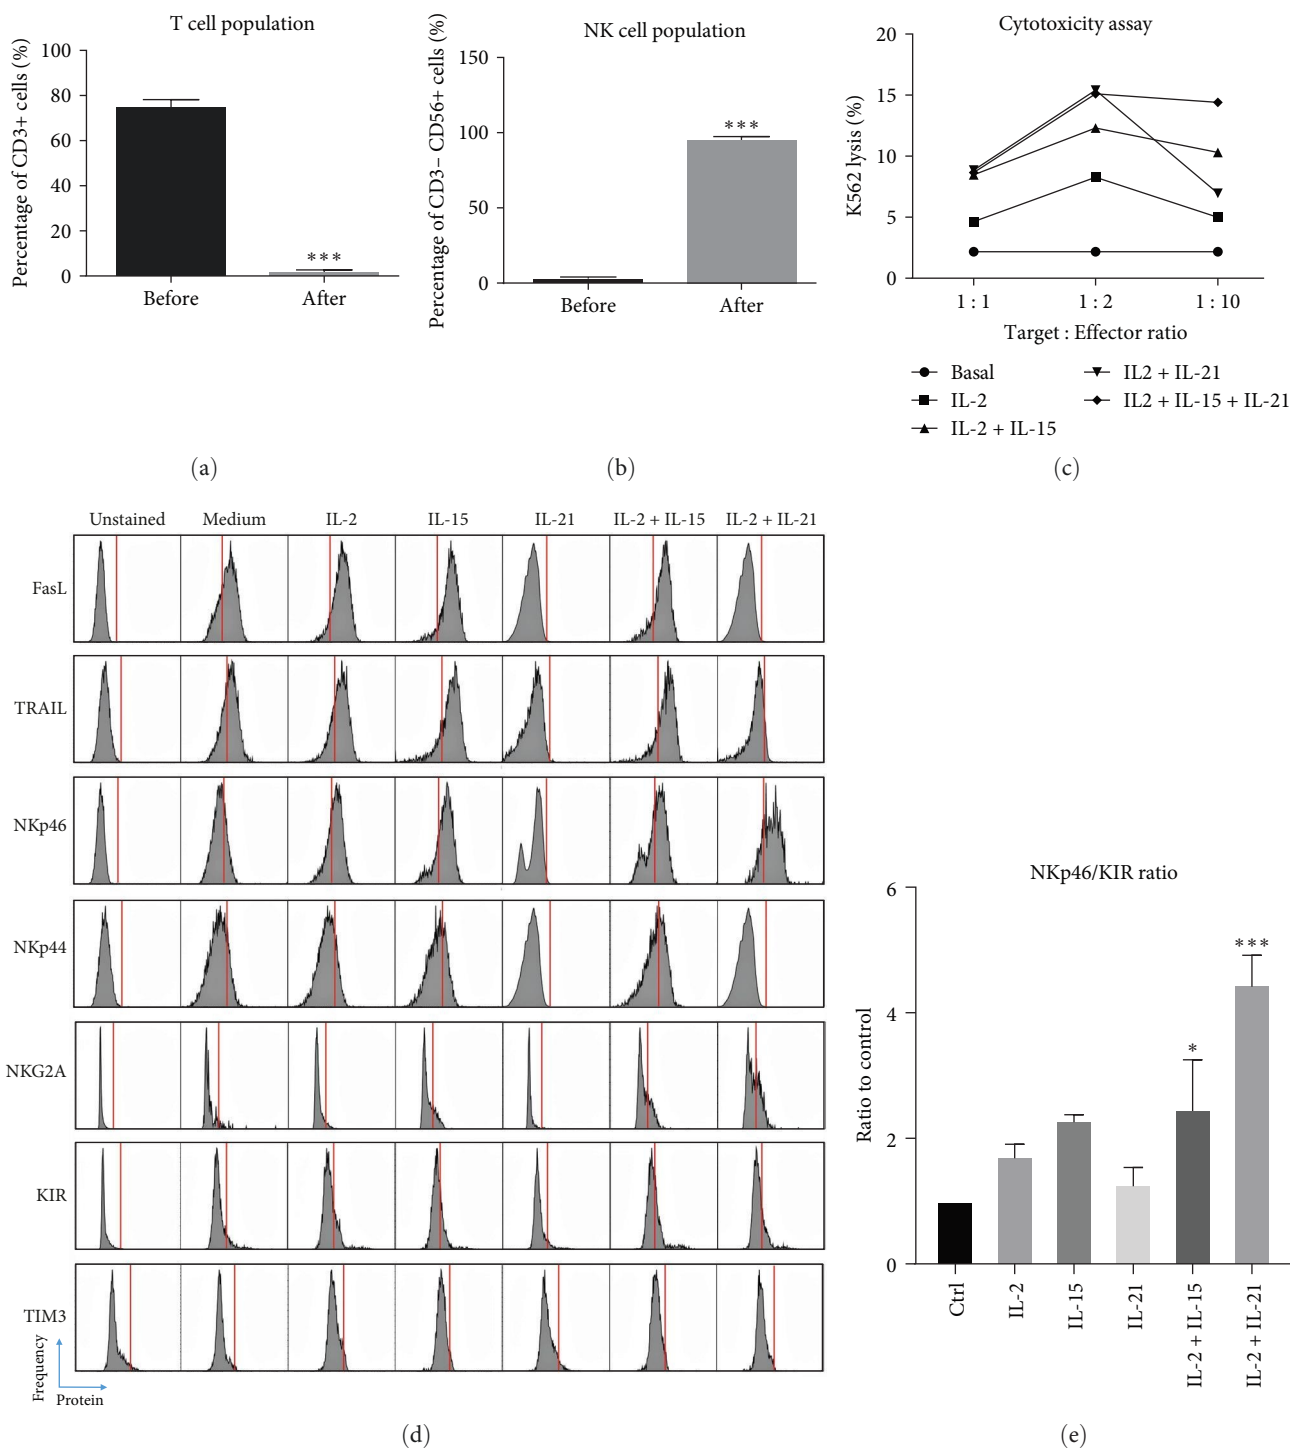 T cell population
Percentage of CD3+ cells (%)
100
80
60
40
20
0
***
Before
After
(a)
NK cell population
Percentage of CD3− CD56+ cells (%)
150
100
50
0
***
Before
After
(b)
Cytotoxicity assay
K562 lysis (%)
20
15
10
5
0
1 : 1
1 : 2
1 : 10
Target : Effector ratio
Basal
IL-2
IL-2 + IL-15
IL2 + IL-21
IL2 + IL-15 + IL-21
(c)
Unstained Medium IL-2 IL-15 IL-21 IL-2 + IL-15 IL-2 + IL-21
FasL
TRAIL
NKp46
NKp44
NKG2A
KIR
TIM3
Frequency
Protein
(d)
NKp46/KIR ratio
Ratio to control
6
4
2
0
*
***
Ctrl
IL-2
IL-15
IL-21
IL-2 + IL-15
IL-2 + IL-21
(e)